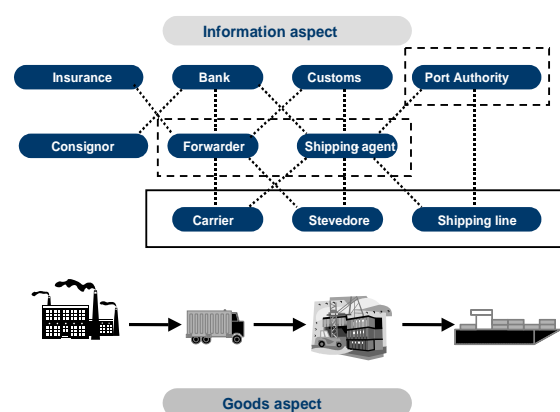 Information aspect
Insurance
Bank
Customs
Port Authority
Consignor
Forwarder
Shipping agent
Carrier
Stevedore
Shipping line
Goods aspect